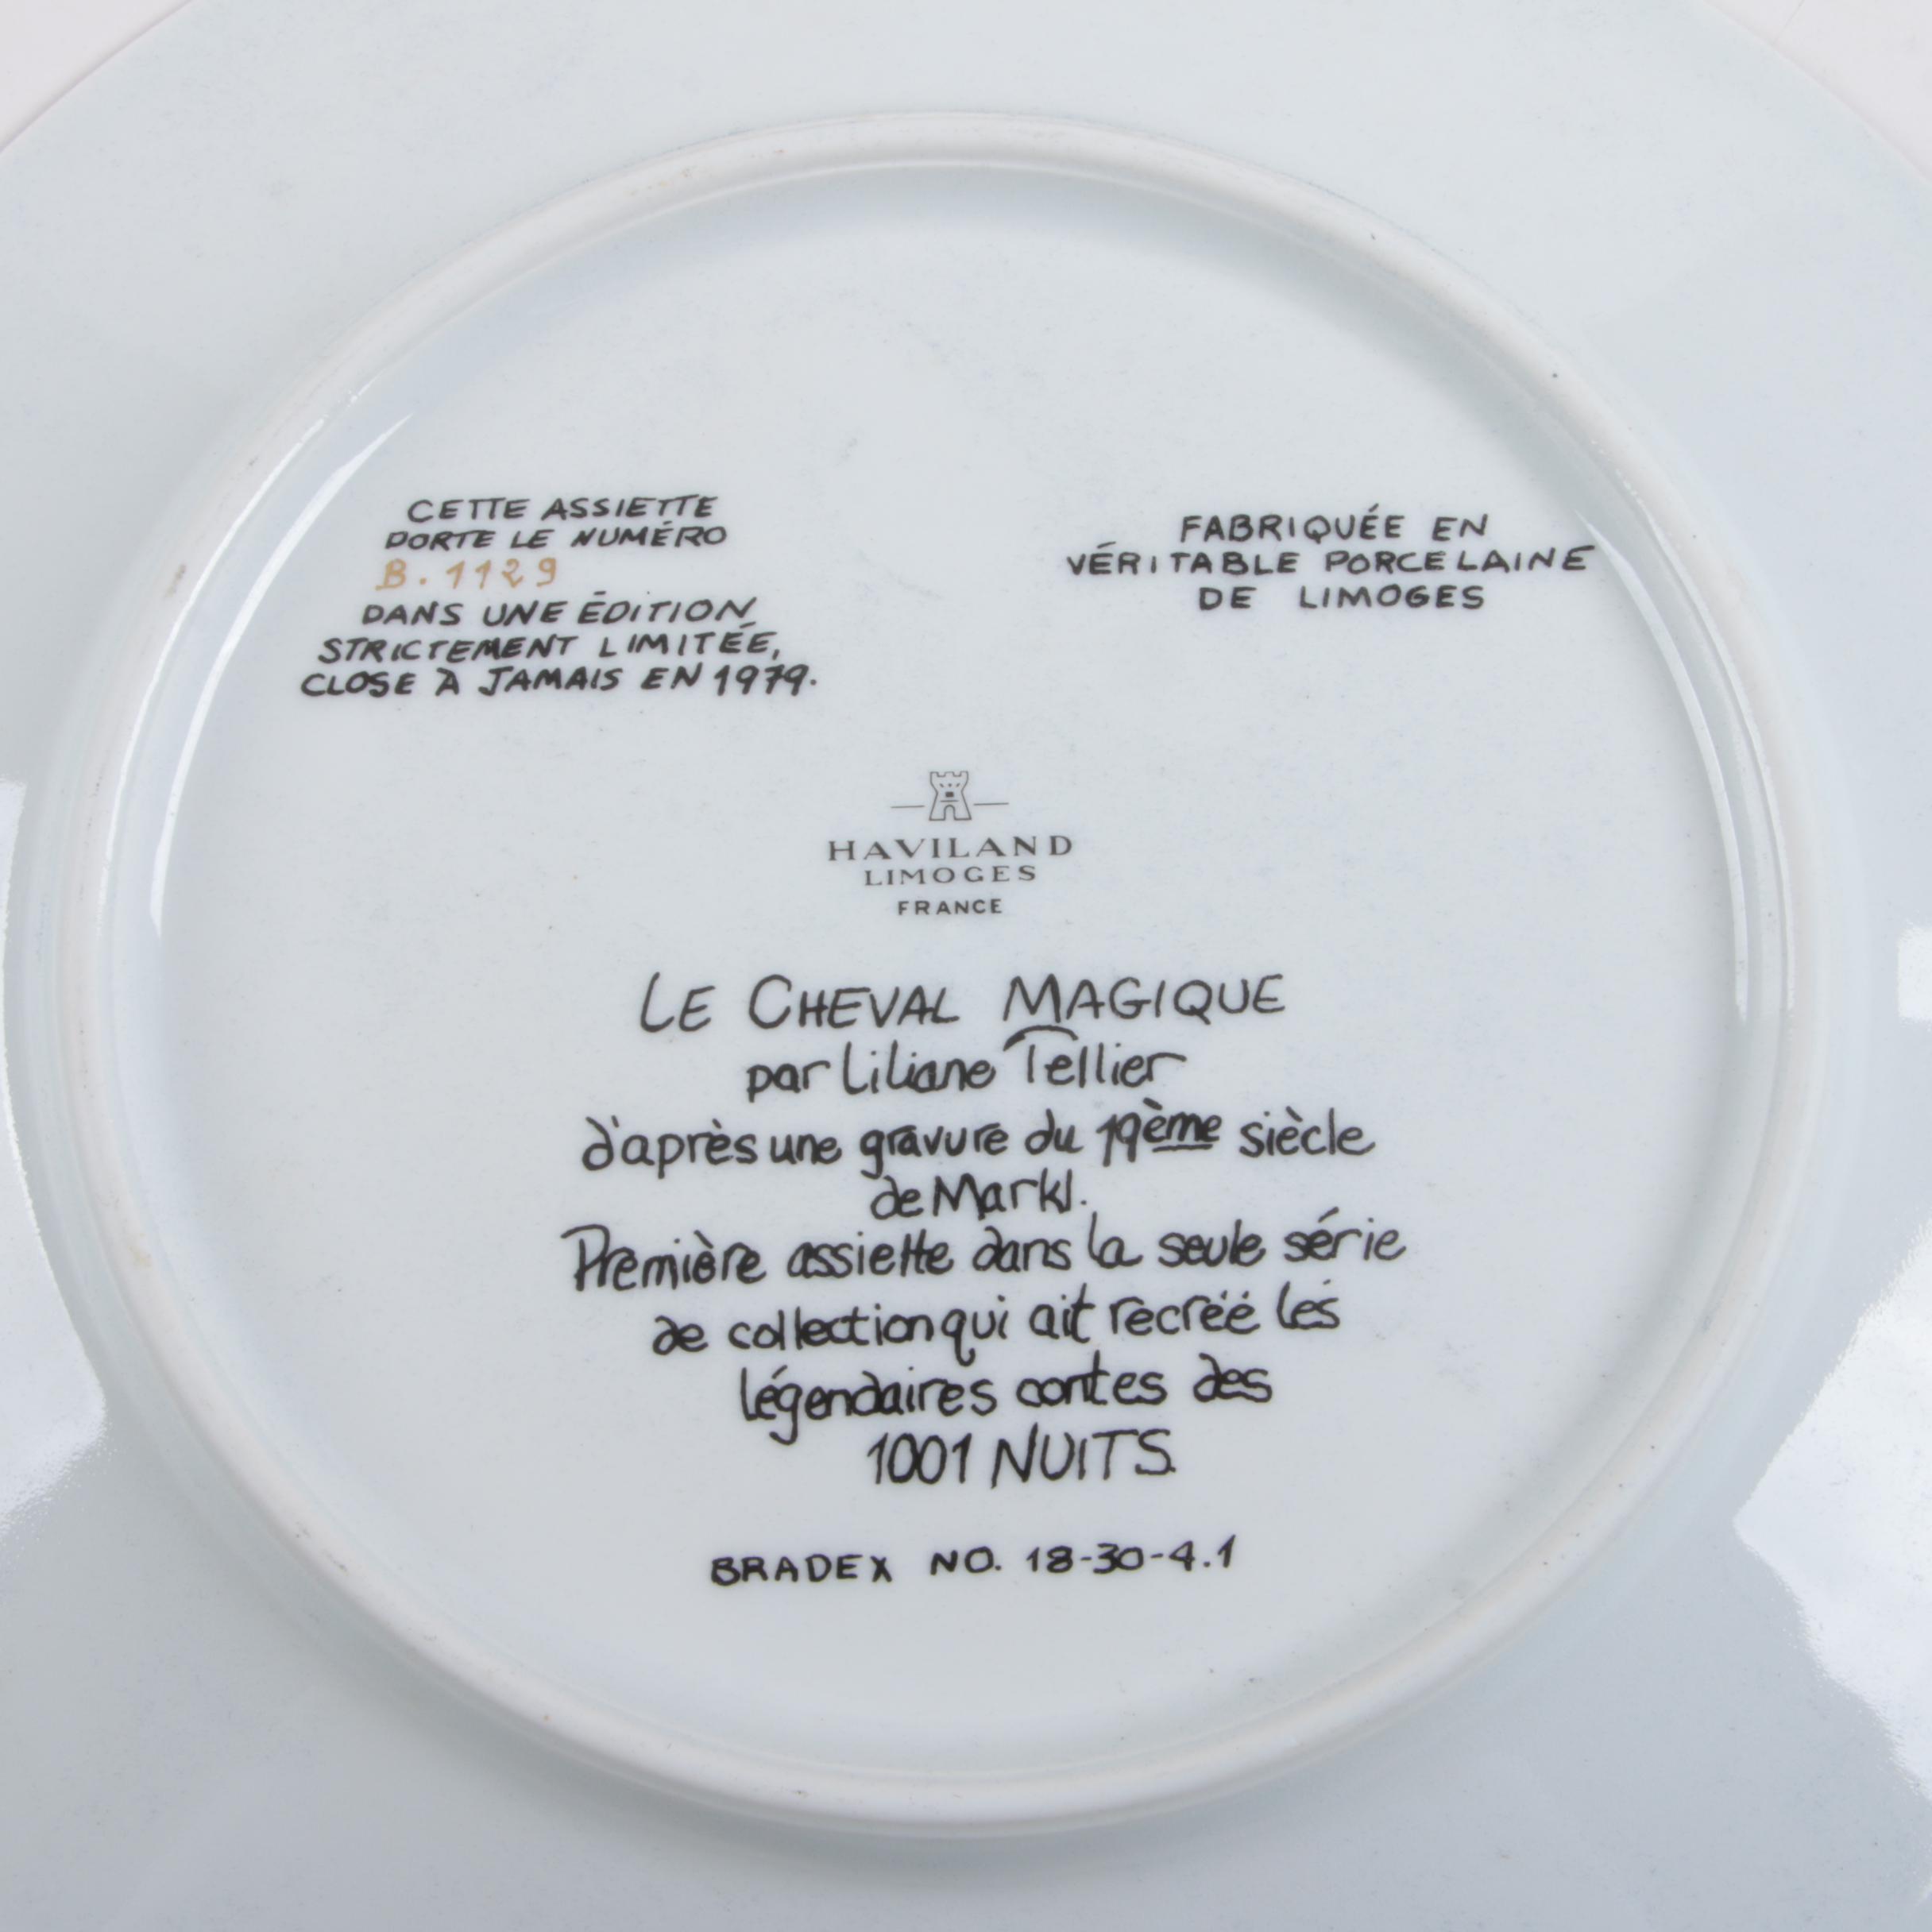 CETTE ASSIETTE
PORTE LE NUMÉRO
B. 1129
DANS UNE ÉDITION
STRICTEMENT LIMITÉE,
CLOSE À JAMAIS EN 1979.
FABRIQUÉE EN
VÉRITABLE PORCELAINE
DE LIMOGES
HAVILAND
LIMOGES
FRANCE
LE CHEVAL MAGIQUE
par Liliane Tellier
d'après une gravure du 19ème siècle
de Markl.
Première assiette dans la seule série
de collection qui ait recréé les
légendaires contes des
1001 NUITS.
BRADEX NO. 18-30-4.1